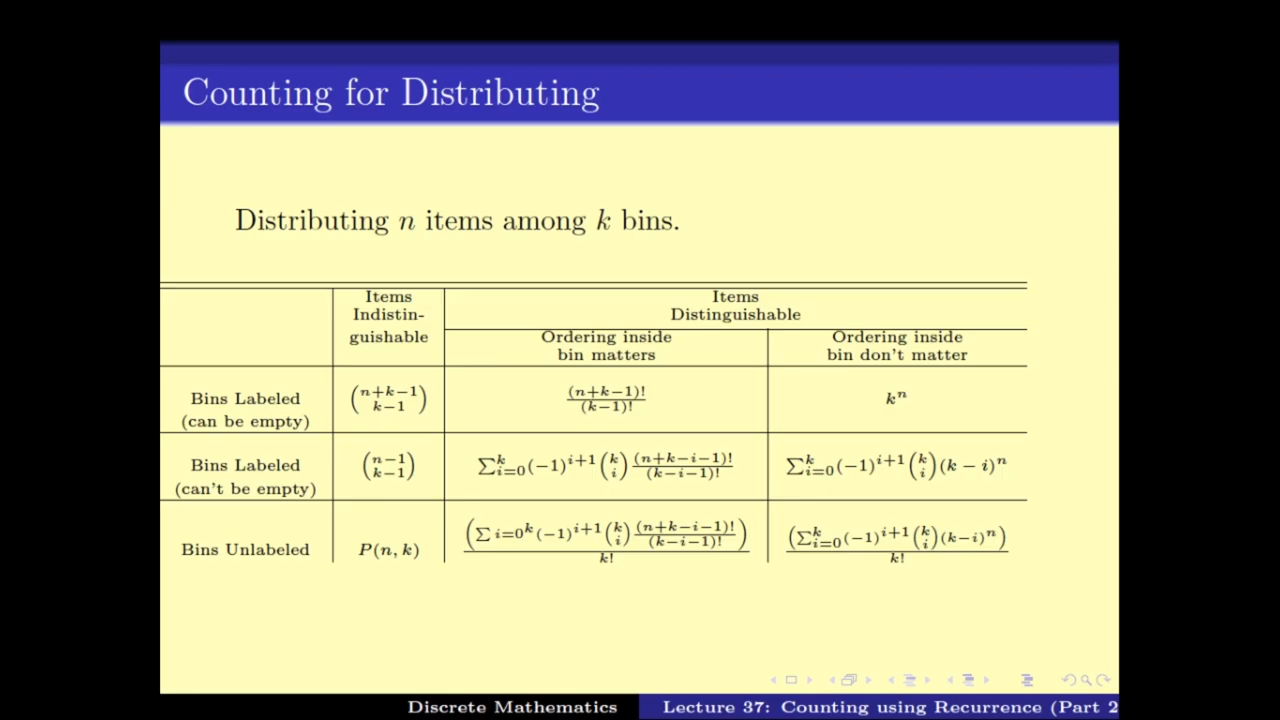 Counting for Distributing
Distributing n items among k bins.
Items Indistin- guishable
Items Distinguishable
Ordering inside bin matters
Ordering inside bin don't matter
Bins Labeled (can be empty)
\binom{n+k-1}{k-1}
\frac{(n+k-1)!}{(k-1)!}
k^n
Bins Labeled (can't be empty)
\binom{n-1}{k-1}
\sum_{i=0}^{k}(-1)^{i+1}\binom{k}{i}\frac{(n+k-i-1)!}{(k-i-1)!}
\sum_{i=0}^{k}(-1)^{i+1}\binom{k}{i}(k-i)^n
Bins Unlabeled
P(n, k)
\frac{\left(\sum i=0^k(-1)^{i+1}\binom{k}{i}\frac{(n+k-i-1)!}{(k-i-1)!}\right)}{k!}
\frac{\left(\sum_{i=0}^{k}(-1)^{i+1}\binom{k}{i}(k-i)^n\right)}{k!}
Discrete Mathematics
Lecture 37: Counting using Recurrence (Part 2